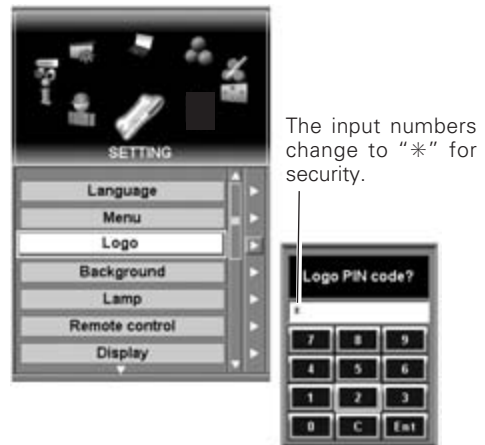 SETTING
Language
Menu
Logo
Background
Lamp
Remote control
Display
The input numbers
change to “✳” for
security.
Logo PIN code?
*
7 8 9
4 5 6
1 2 3
0 C Ent